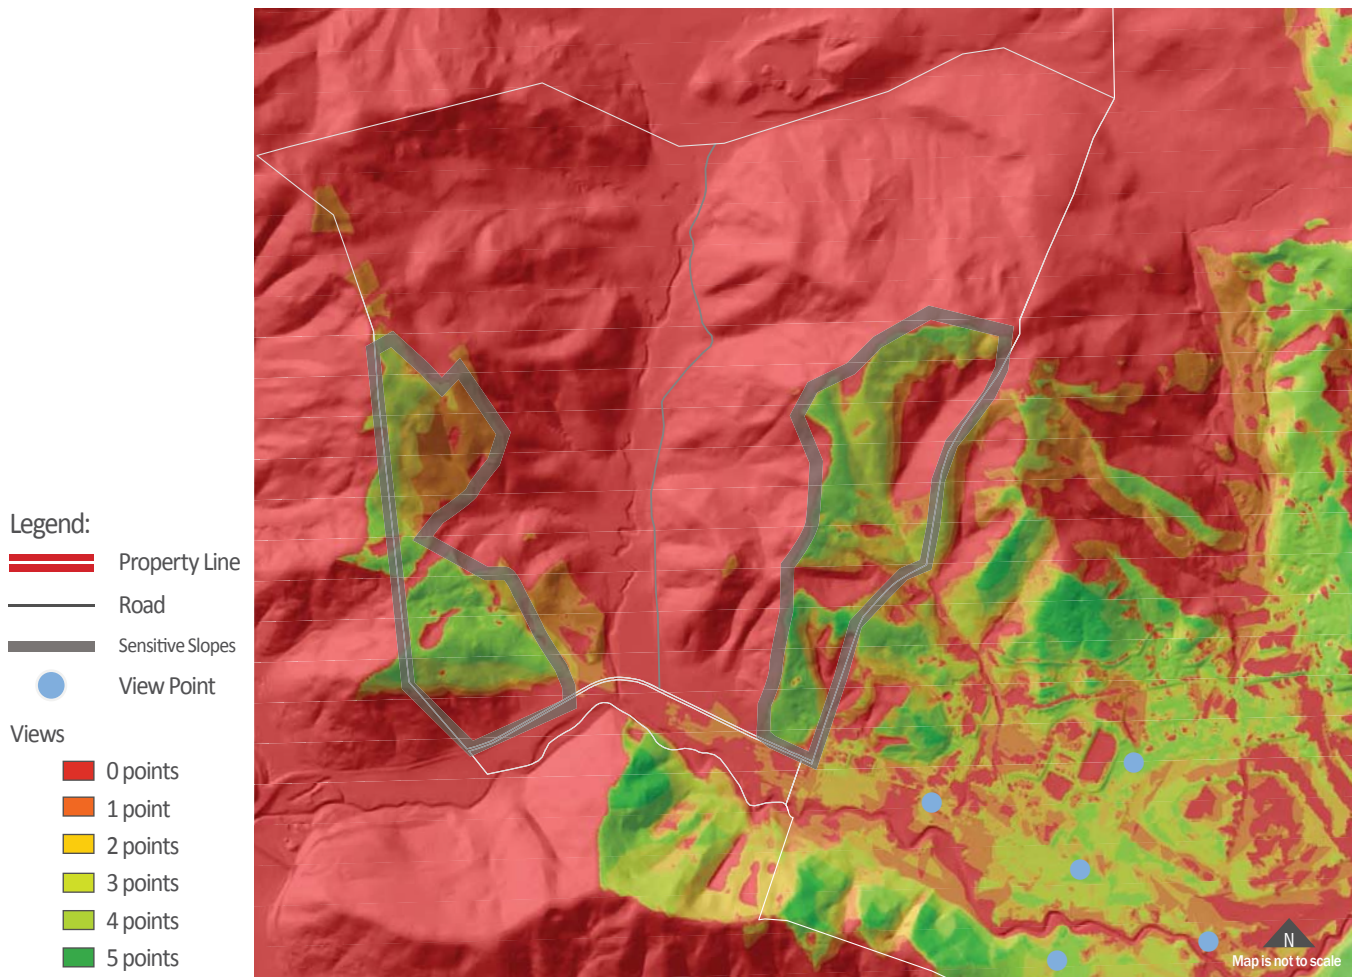 Legend:
Property Line
Road
Sensitive Slopes
View Point
Views
0 points
1 point
2 points
3 points
4 points
5 points
N
Map is not to scale